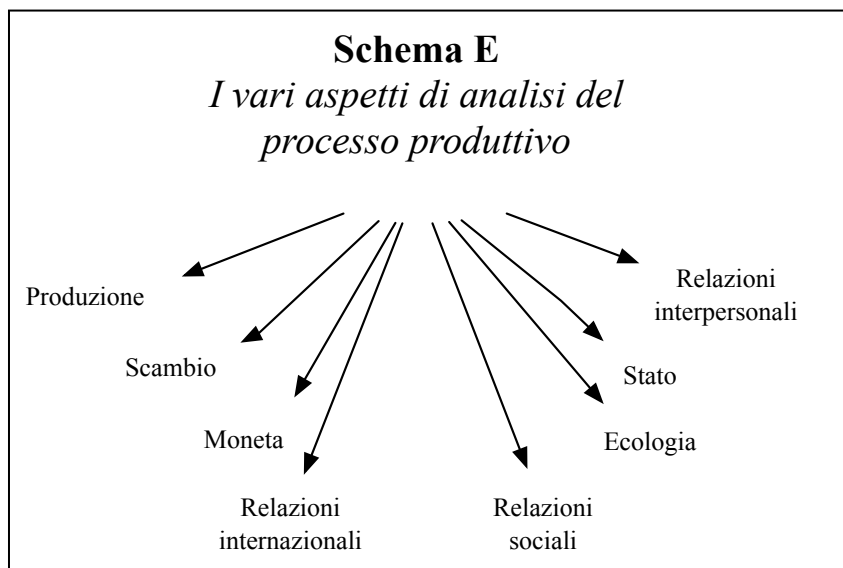 Schema E
I vari aspetti di analisi del
processo produttivo
Produzione
Scambio
Moneta
Relazioni
internazionali
Relazioni
sociali
Ecologia
Stato
Relazioni
interpersonali